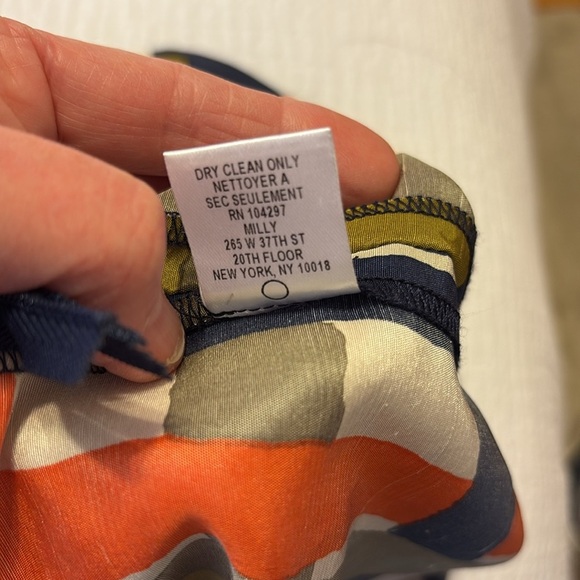 DRY CLEAN ONLY
NETTOYER A
SEC SEULEMENT
RN 104297
MILLY
265 W 37TH ST
20TH FLOOR
NEW YORK, NY 10018